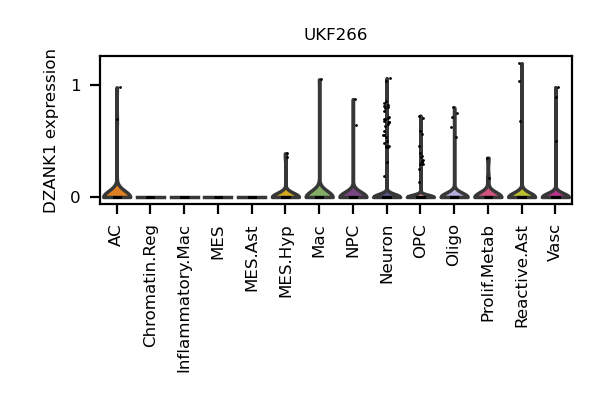 UKF266
DZANK1 expression
1
0
AC
Chromatin.Reg
Inflammatory.Mac
MES
MES.Ast
MES.Hyp
Mac
NPC
Neuron
OPC
Oligo
Prolif.Metab
Reactive.Ast
Vasc